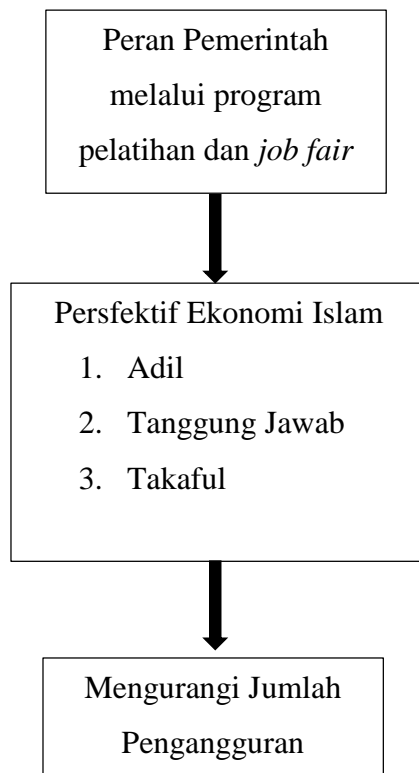 Peran Pemerintah
melalui program
pelatihan dan job fair
Persfektif Ekonomi Islam
1. Adil
2. Tanggung Jawab
3. Takaful
Mengurangi Jumlah
Pengangguran